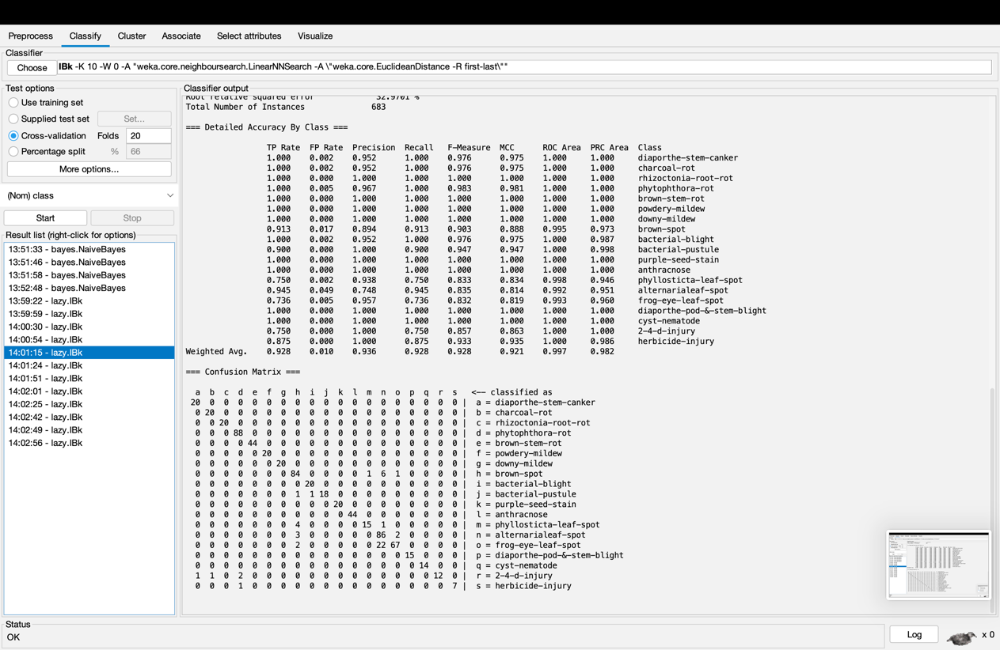 Preprocess Classify Cluster Associate Select attributes Visualize
Classifier
Choose IBk -K 10 -W 0 -A "weka.core.neighboursearch.LinearNNSearch -A \"weka.core.EuclideanDistance -R first-last\""
Test options
Use training set
Supplied test set Set...
Cross-validation Folds 20
Percentage split % 66
More options...
(Nom) class
Start Stop
Result list (right-click for options)
13:51:33 - bayes.NaiveBayes
13:51:46 - bayes.NaiveBayes
13:51:58 - bayes.NaiveBayes
13:52:48 - bayes.NaiveBayes
13:59:22 - lazy.IBk
13:59:59 - lazy.IBk
14:00:30 - lazy.IBk
14:00:54 - lazy.IBk
14:01:15 - lazy.IBk
14:01:24 - lazy.IBk
14:01:51 - lazy.IBk
14:02:01 - lazy.IBk
14:02:25 - lazy.IBk
14:02:42 - lazy.IBk
14:02:49 - lazy.IBk
14:02:56 - lazy.IBk
Classifier output
Root relative squared error 32.9701 %
Total Number of Instances 683
=== Detailed Accuracy By Class ===
TP Rate FP Rate Precision Recall F-Measure MCC ROC Area PRC Area Class
1.000 0.002 0.952 1.000 0.976 0.975 1.000 1.000 diaporthe-stem-canker
1.000 0.002 0.952 1.000 0.976 0.975 1.000 1.000 charcoal-rot
1.000 0.000 1.000 1.000 1.000 1.000 1.000 1.000 rhizoctonia-root-rot
1.000 0.005 0.967 1.000 0.983 0.981 1.000 1.000 phytophthora-rot
1.000 0.000 1.000 1.000 1.000 1.000 1.000 1.000 brown-stem-rot
1.000 0.000 1.000 1.000 1.000 1.000 1.000 1.000 powdery-mildew
1.000 0.000 1.000 1.000 1.000 1.000 1.000 1.000 downy-mildew
0.913 0.017 0.894 0.913 0.903 0.888 0.995 0.973 brown-spot
1.000 0.002 0.952 1.000 0.976 0.975 1.000 0.987 bacterial-blight
0.900 0.000 1.000 0.900 0.947 0.947 1.000 0.998 bacterial-pustule
1.000 0.000 1.000 1.000 1.000 1.000 1.000 1.000 purple-seed-stain
1.000 0.000 1.000 1.000 1.000 1.000 1.000 1.000 anthracnose
0.750 0.002 0.938 0.750 0.833 0.834 0.998 0.946 phyllosticta-leaf-spot
0.945 0.049 0.748 0.945 0.835 0.814 0.992 0.951 alternarialeaf-spot
0.736 0.005 0.957 0.736 0.832 0.819 0.993 0.960 frog-eye-leaf-spot
1.000 0.000 1.000 1.000 1.000 1.000 1.000 1.000 diaporthe-pod-&-stem-blight
1.000 0.000 1.000 1.000 1.000 1.000 1.000 1.000 cyst-nematode
0.750 0.000 1.000 0.750 0.857 0.863 1.000 1.000 2-4-d-injury
0.875 0.000 1.000 0.875 0.933 0.935 1.000 0.986 herbicide-injury
Weighted Avg. 0.928 0.010 0.936 0.928 0.928 0.921 0.997 0.982
=== Confusion Matrix ===
a b c d e f g h i j k l m n o p q r s <-- classified as
20 0 0 0 0 0 0 0 0 0 0 0 0 0 0 0 0 0 0 | a = diaporthe-stem-canker
0 20 0 0 0 0 0 0 0 0 0 0 0 0 0 0 0 0 0 | b = charcoal-rot
0 0 20 0 0 0 0 0 0 0 0 0 0 0 0 0 0 0 0 | c = rhizoctonia-root-rot
0 0 0 88 0 0 0 0 0 0 0 0 0 0 0 0 0 0 0 | d = phytophthora-rot
0 0 0 0 44 0 0 0 0 0 0 0 0 0 0 0 0 0 0 | e = brown-stem-rot
0 0 0 0 0 20 0 0 0 0 0 0 0 0 0 0 0 0 0 | f = powdery-mildew
0 0 0 0 0 0 20 0 0 0 0 0 0 0 0 0 0 0 0 | g = downy-mildew
0 0 0 0 0 0 0 84 0 0 0 0 1 6 1 0 0 0 0 | h = brown-spot
0 0 0 0 0 0 0 0 20 0 0 0 0 0 0 0 0 0 0 | i = bacterial-blight
0 0 0 0 0 0 0 1 1 18 0 0 0 0 0 0 0 0 0 | j = bacterial-pustule
0 0 0 0 0 0 0 0 0 0 20 0 0 0 0 0 0 0 0 | k = purple-seed-stain
0 0 0 0 0 0 0 0 0 0 0 44 0 0 0 0 0 0 0 | l = anthracnose
0 0 0 0 0 0 0 4 0 0 0 0 15 1 0 0 0 0 0 | m = phyllosticta-leaf-spot
0 0 0 0 0 0 0 3 0 0 0 0 0 86 2 0 0 0 0 | n = alternarialeaf-spot
0 0 0 0 0 0 0 2 0 0 0 0 0 22 67 0 0 0 0 | o = frog-eye-leaf-spot
0 0 0 0 0 0 0 0 0 0 0 0 0 0 0 15 0 0 0 | p = diaporthe-pod-&-stem-blight
0 0 0 0 0 0 0 0 0 0 0 0 0 0 0 0 14 0 0 | q = cyst-nematode
1 1 0 2 0 0 0 0 0 0 0 0 0 0 0 0 0 12 0 | r = 2-4-d-injury
0 0 0 1 0 0 0 0 0 0 0 0 0 0 0 0 0 0 7 | s = herbicide-injury
Status
OK
Log x 0